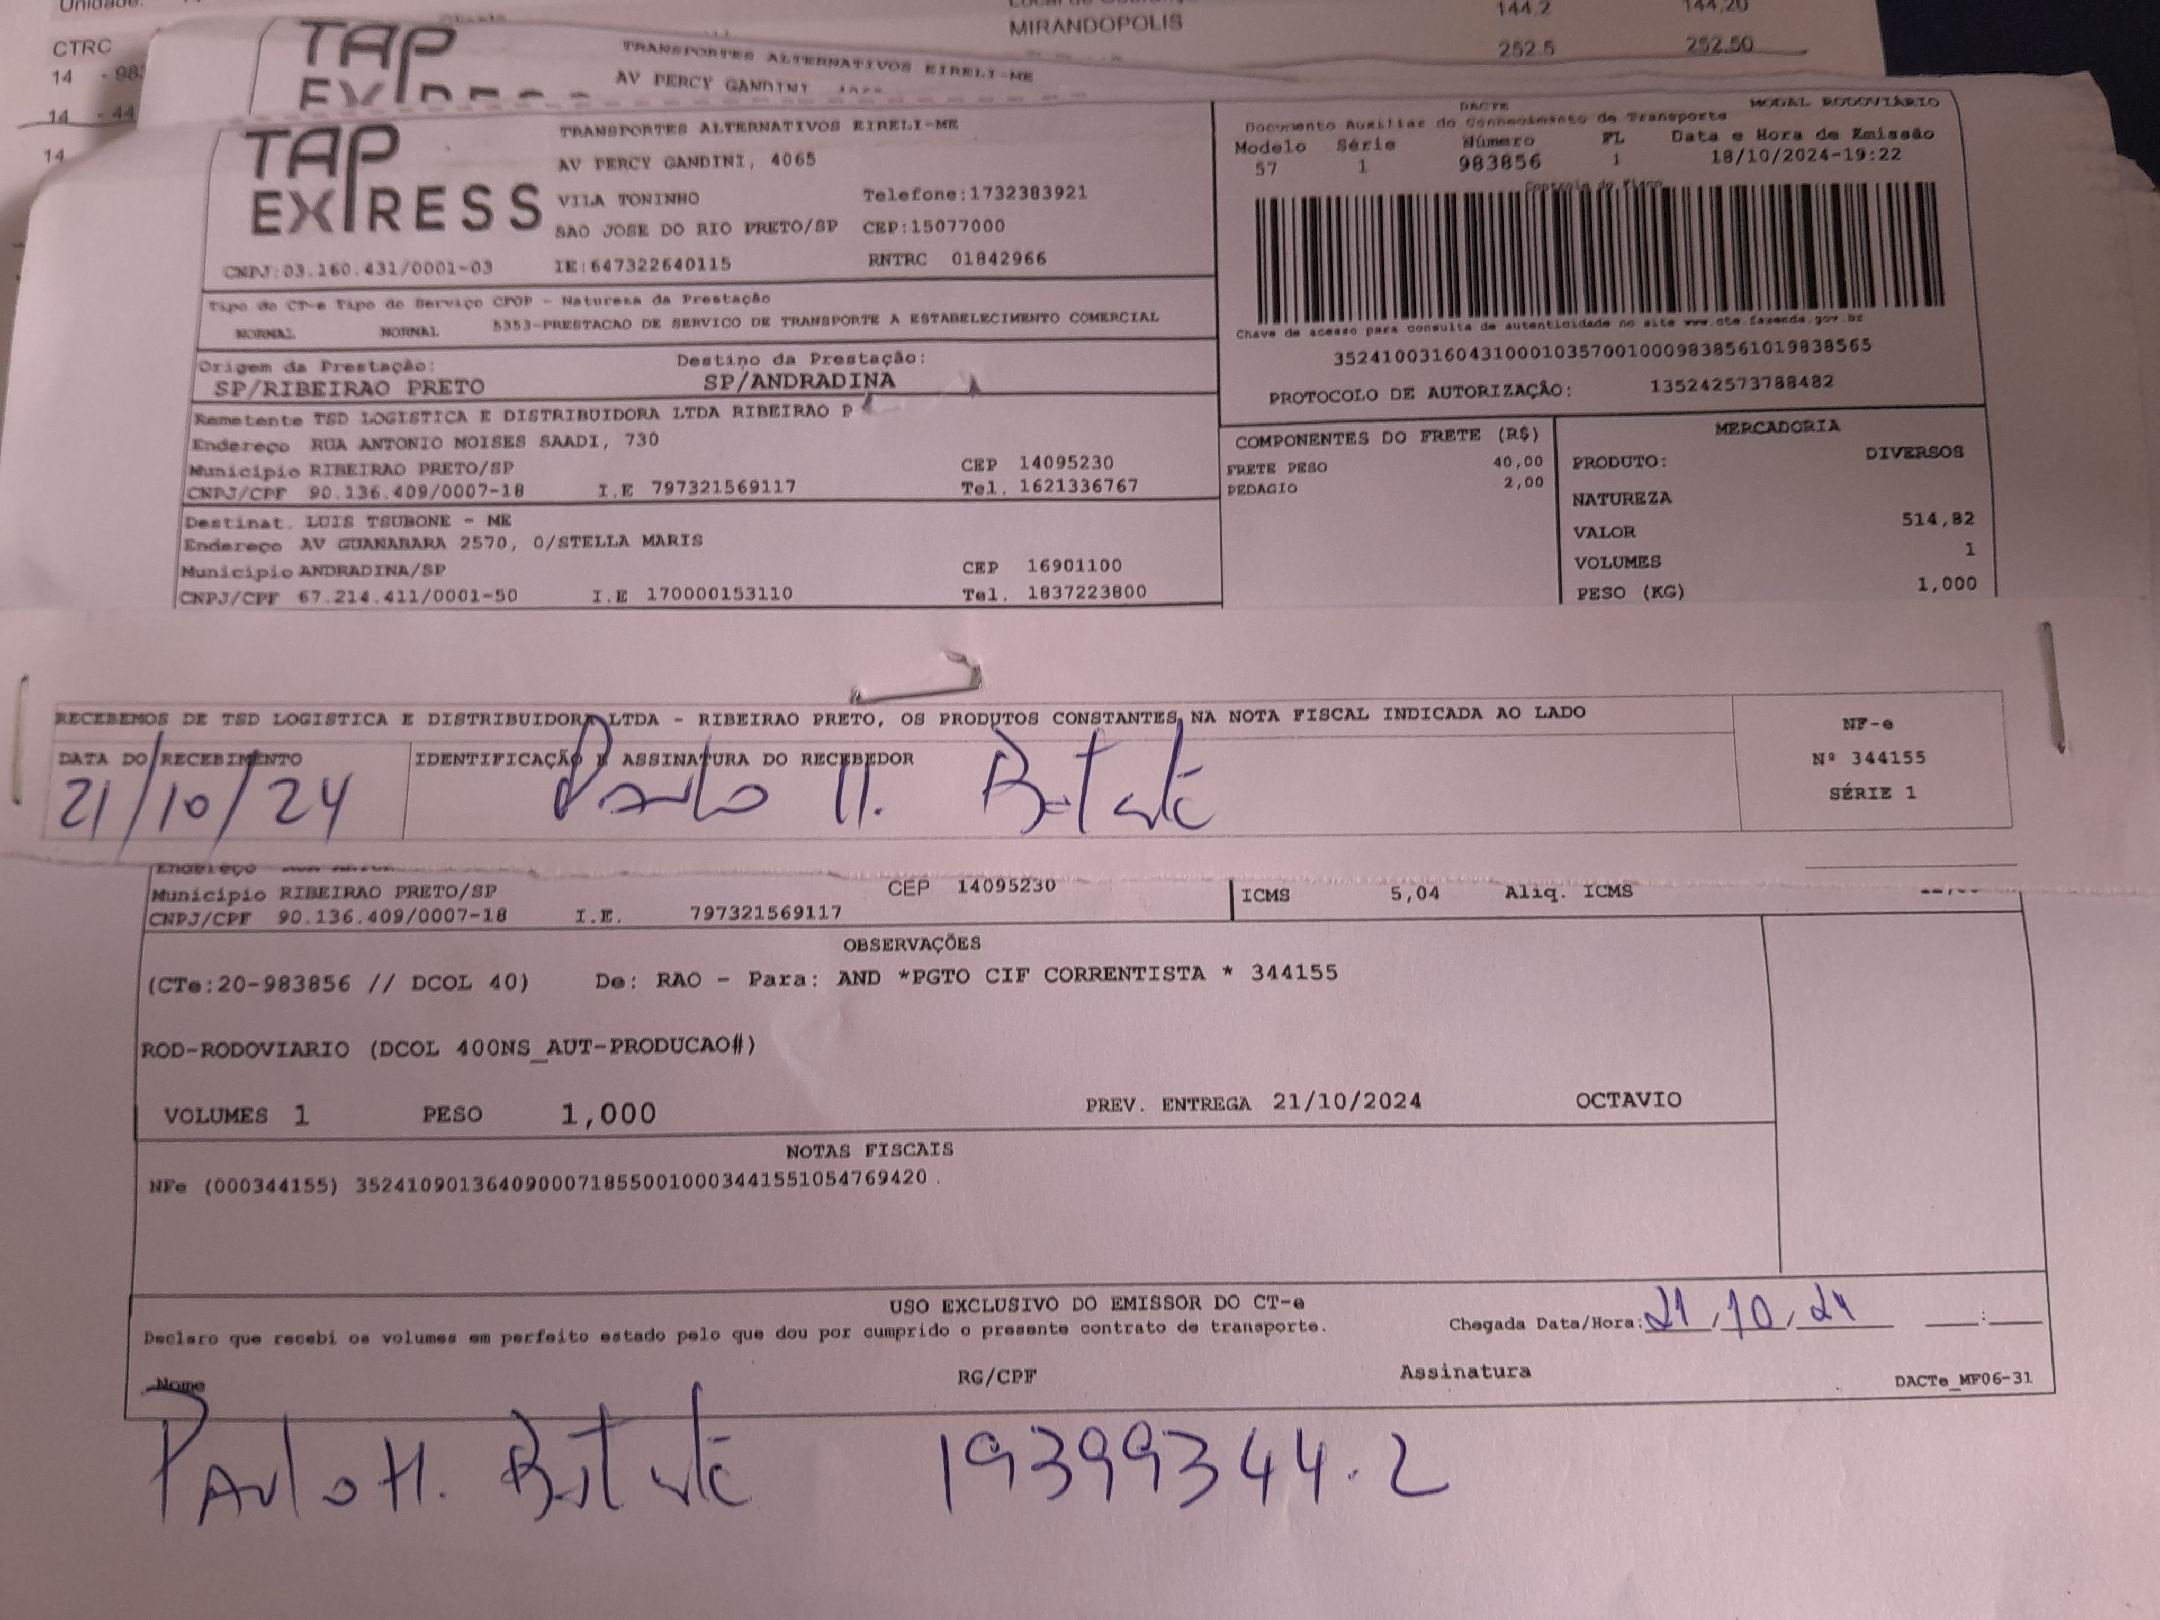 Unidade:
MIRANDOPOLIS
144.2 144,20
CTRC
252.5 252.50
14 - 983
14 - 44
14
TAP
TRANSPORTES ALTERNATIVOS EIRELI-ME
AV PERCY GANDINI
TAP EXPRESS
TRANSPORTES ALTERNATIVOS EIRELI-ME
AV PERCY GANDINI, 4065
VILA TONINHO Telefone:1732383921
SAO JOSE DO RIO PRETO/SP CEP:15077000
CNPJ:03.160.431/0001-03 IE:647322640115 RNTRC 01842966
DACTE MODAL RODOVIÁRIO
Documento Auxiliar do Conhecimento de Transporte
Modelo Série Número FL Data e Hora de Emissão
57 1 983856 1 18/10/2024-19:22
Controle do Fisco
Chave de acesso para consulta de autenticidade no site www.cte.fazenda.gov.br
35241003160431000103570010009838561019838565
PROTOCOLO DE AUTORIZAÇÃO: 135242573788482
Tipo do CT-e Tipo do Serviço CFOP - Natureza da Prestação
NORMAL NORMAL 5353-PRESTACAO DE SERVICO DE TRANSPORTE A ESTABELECIMENTO COMERCIAL
Origem da Prestação: Destino da Prestação:
SP/RIBEIRAO PRETO SP/ANDRADINA
Remetente TSD LOGISTICA E DISTRIBUIDORA LTDA RIBEIRAO P
Endereço RUA ANTONIO MOISES SAADI, 730
Município RIBEIRAO PRETO/SP CEP 14095230
CNPJ/CPF 90.136.409/0007-18 I.E 797321569117 Tel. 1621336767
Destinat. LUIS TSUBONE - ME
Endereço AV GUANABARA 2570, 0/STELLA MARIS
Município ANDRADINA/SP CEP 16901100
CNPJ/CPF 67.214.411/0001-50 I.E 170000153110 Tel. 1837223800
COMPONENTES DO FRETE (R$)
FRETE PESO 40,00
PEDAGIO 2,00
MERCADORIA
PRODUTO: DIVERSOS
NATUREZA
VALOR 514,82
VOLUMES 1
PESO (KG) 1,000
RECEBEMOS DE TSD LOGISTICA E DISTRIBUIDORA LTDA - RIBEIRAO PRETO, OS PRODUTOS CONSTANTES NA NOTA FISCAL INDICADA AO LADO
DATA DO RECEBIMENTO IDENTIFICAÇÃO E ASSINATURA DO RECEBEDOR
21/10/24 Paulo H.
NF-e
Nº 344155
SÉRIE 1
Endereço
Município RIBEIRAO PRETO/SP CEP 14095230
CNPJ/CPF 90.136.409/0007-18 I.E. 797321569117
ICMS 5,04 Aliq. ICMS
OBSERVAÇÕES
(CTe:20-983856 // DCOL 40) De: RAO - Para: AND *PGTO CIF CORRENTISTA * 344155
ROD-RODOVIARIO (DCOL 400NS_AUT-PRODUCAO#)
VOLUMES 1 PESO 1,000 PREV. ENTREGA 21/10/2024 OCTAVIO
NOTAS FISCAIS
NFe (000344155) 35241090136409000718550010003441551054769420 .
USO EXCLUSIVO DO EMISSOR DO CT-e
Declaro que recebi os volumes em perfeito estado pelo que dou por cumprido o presente contrato de transporte.
Chegada Data/Hora: 21/10/24 :
Nome RG/CPF Assinatura DACTe_MF06-31
Paulo H. 19399344.2